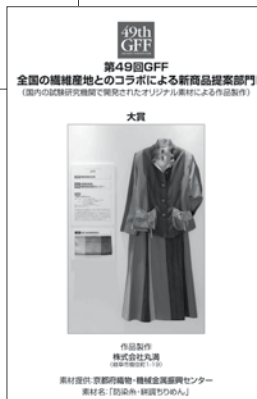 49th
GFF
第49回GFF
全国の繊維産地とのコラボによる新商品提案部門
(国内の試験研究機関で開発されたオリジナル素材による作品製作)
大賞
作品製作
株式会社丸満
素材提供:京都府織物・機械金属振興センター
素材名:「防染糸・絣調ちりめん」